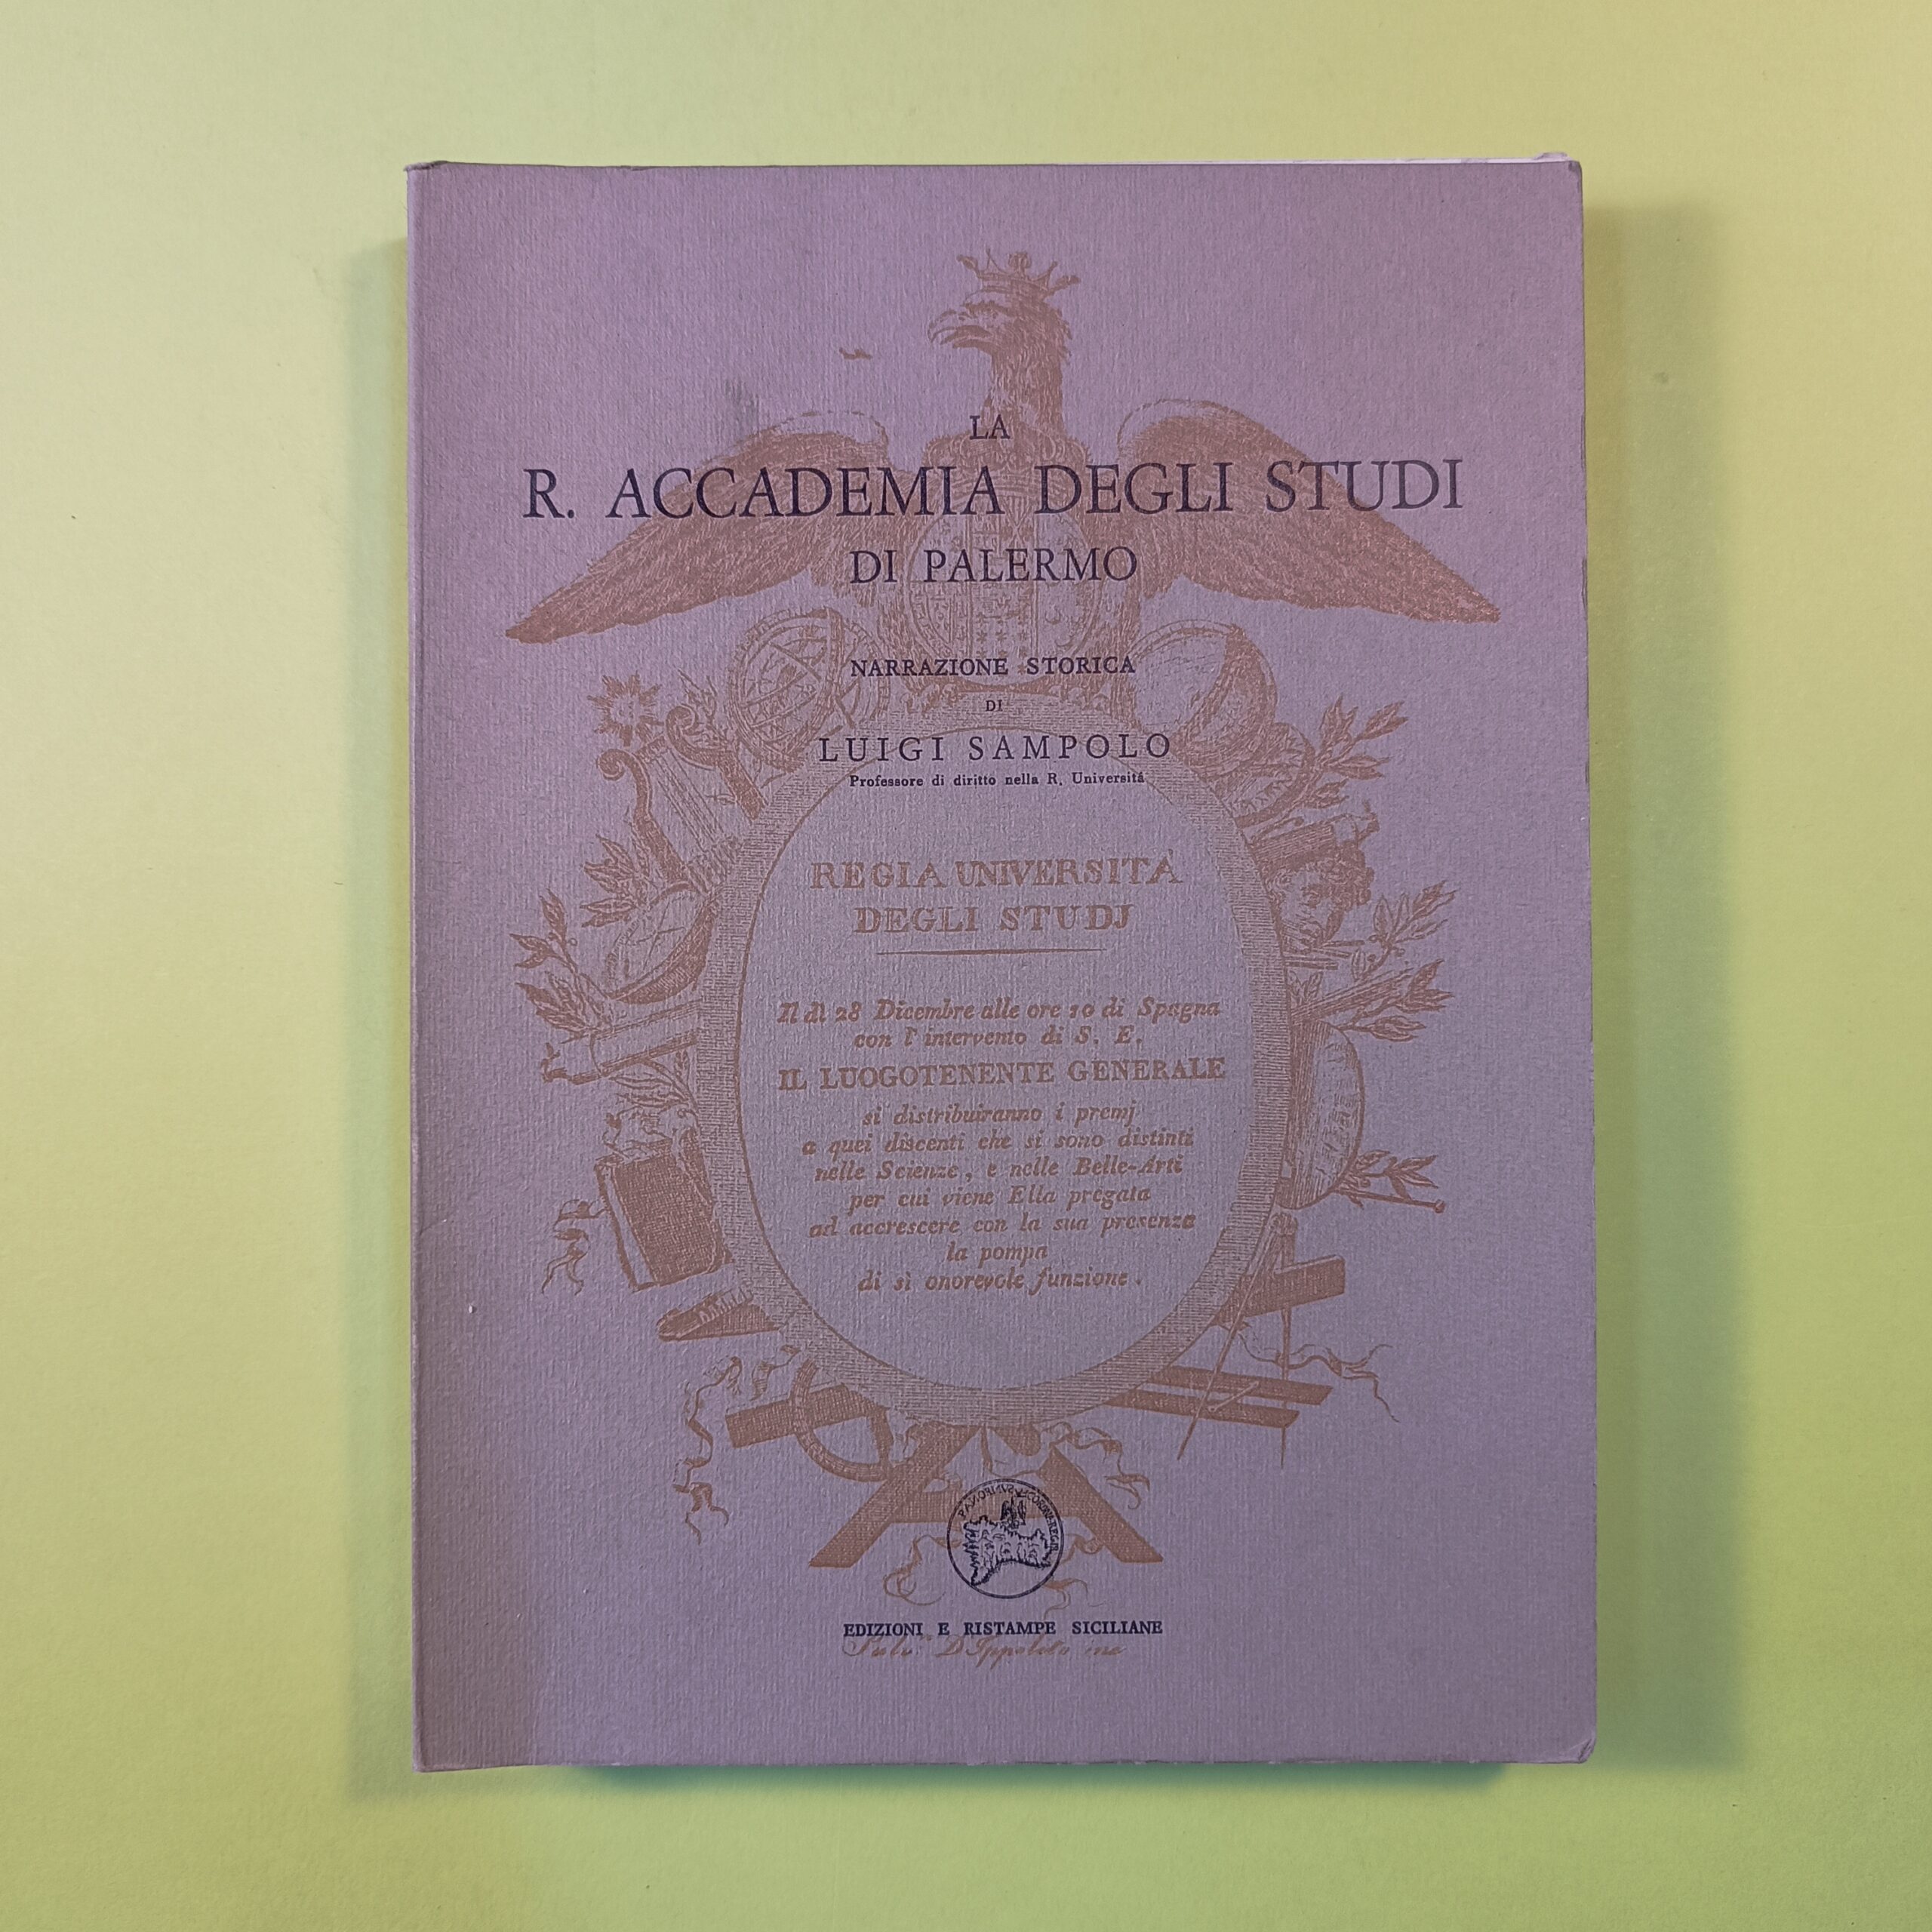 LA
R. ACCADEMIA DEGLI STUDI
DI PALERMO
NARRAZIONE STORICA
DI
LUIGI SAMPOLO
Professore di diritto nella R. Universitá
REGIA UNIVERSITÀ
DEGLI STUDJ
Il dì 28 Dicembre alle ore 10 di Spagna
con l' intervento di S. E.
IL LUOGOTENENTE GENERALE
si distribuiranno i premj
a quei discenti che si sono distinti
nelle Scienze, e nelle Belle-Arti
per cui viene Ella pregata
ad accrescere con la sua presenza
la pompa
di sì onorevole funzione.
EDIZIONI E RISTAMPE SICILIANE